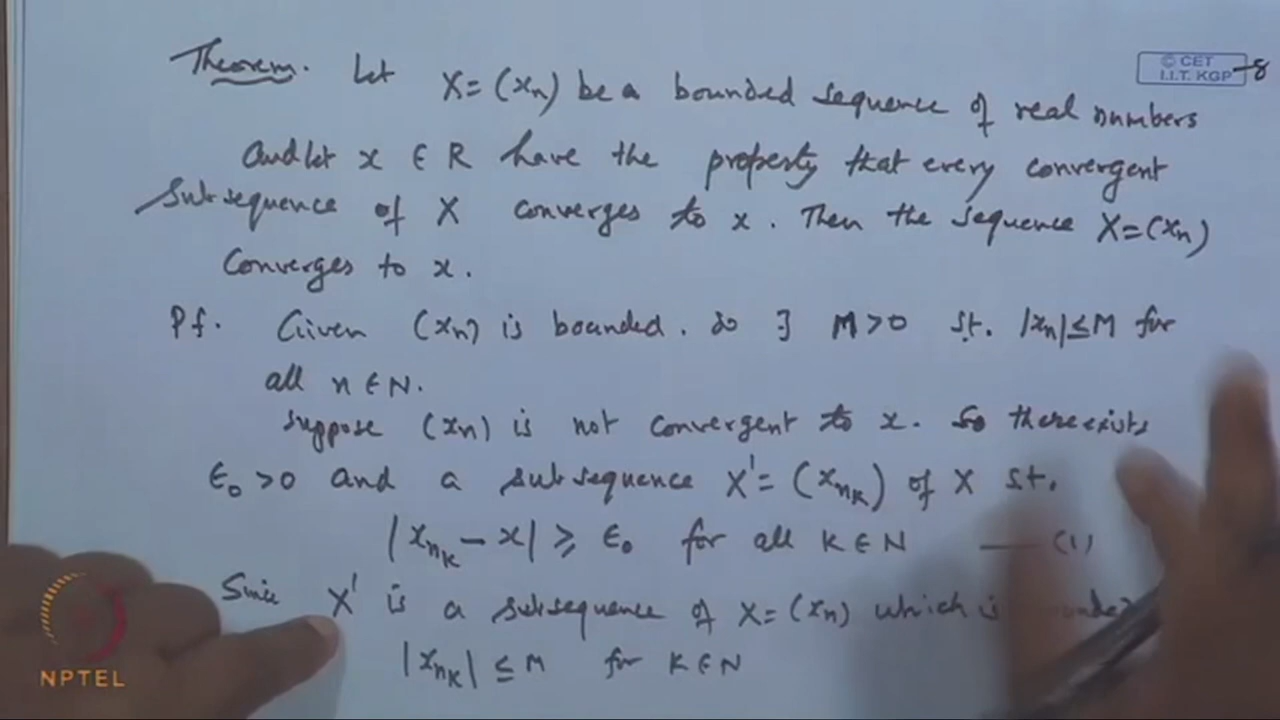 Theorem. Let X = (xₙ) be a bounded sequence of real numbers
© CET
I.I.T. KGP
8
And let x ∈ R have the property that every convergent
Subsequence of X converges to x. Then the sequence X = (xₙ)
Converges to x.
Pf. Given (xₙ) is bounded. So ∃ M > 0 st. |xₙ| ≤ M for
all n ∈ N.
Suppose (xₙ) is not convergent to x. So there exists
ε₀ > 0 and a subsequence X' = (xₙₖ) of X st.
|xₙₖ − x| ≥ ε₀ for all K ∈ N — (1)
Since X' is a subsequence of X = (xₙ) which is
|xₙₖ| ≤ M for K ∈ N
NPTEL